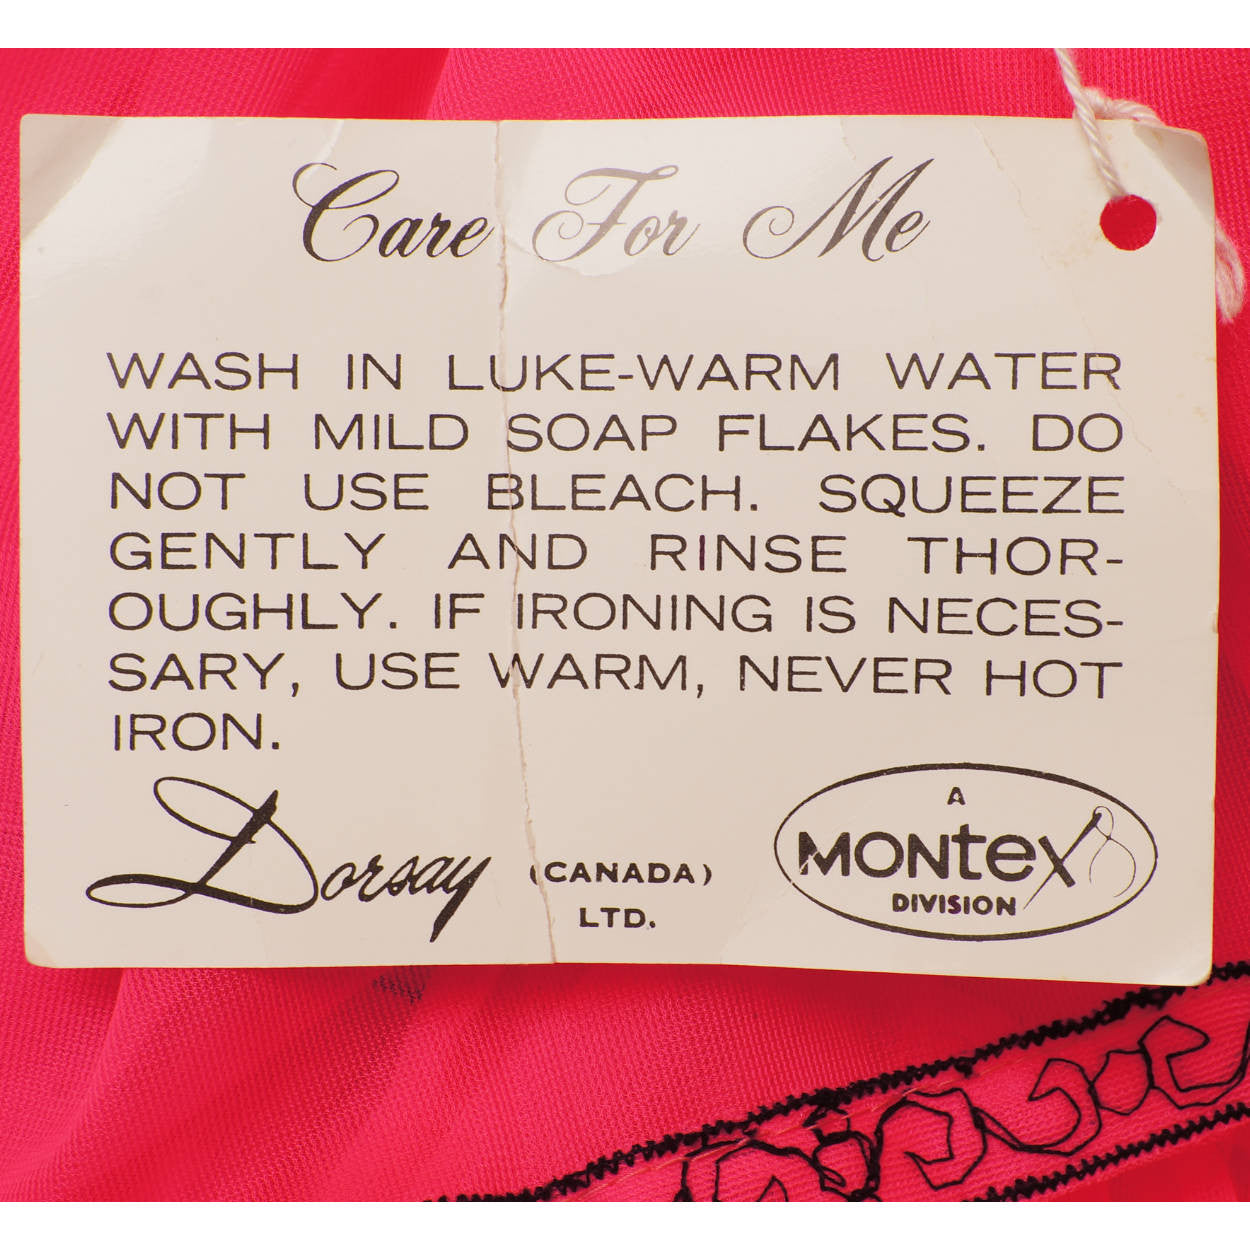 Care For Me
WASH IN LUKE-WARM WATER
WITH MILD SOAP FLAKES. DO
NOT USE BLEACH. SQUEEZE
GENTLY AND RINSE THOR-
OUGHLY. IF IRONING IS NECES-
SARY, USE WARM, NEVER HOT
IRON.
Dorsay (CANADA)
LTD.
A
MONteX
DIVISION